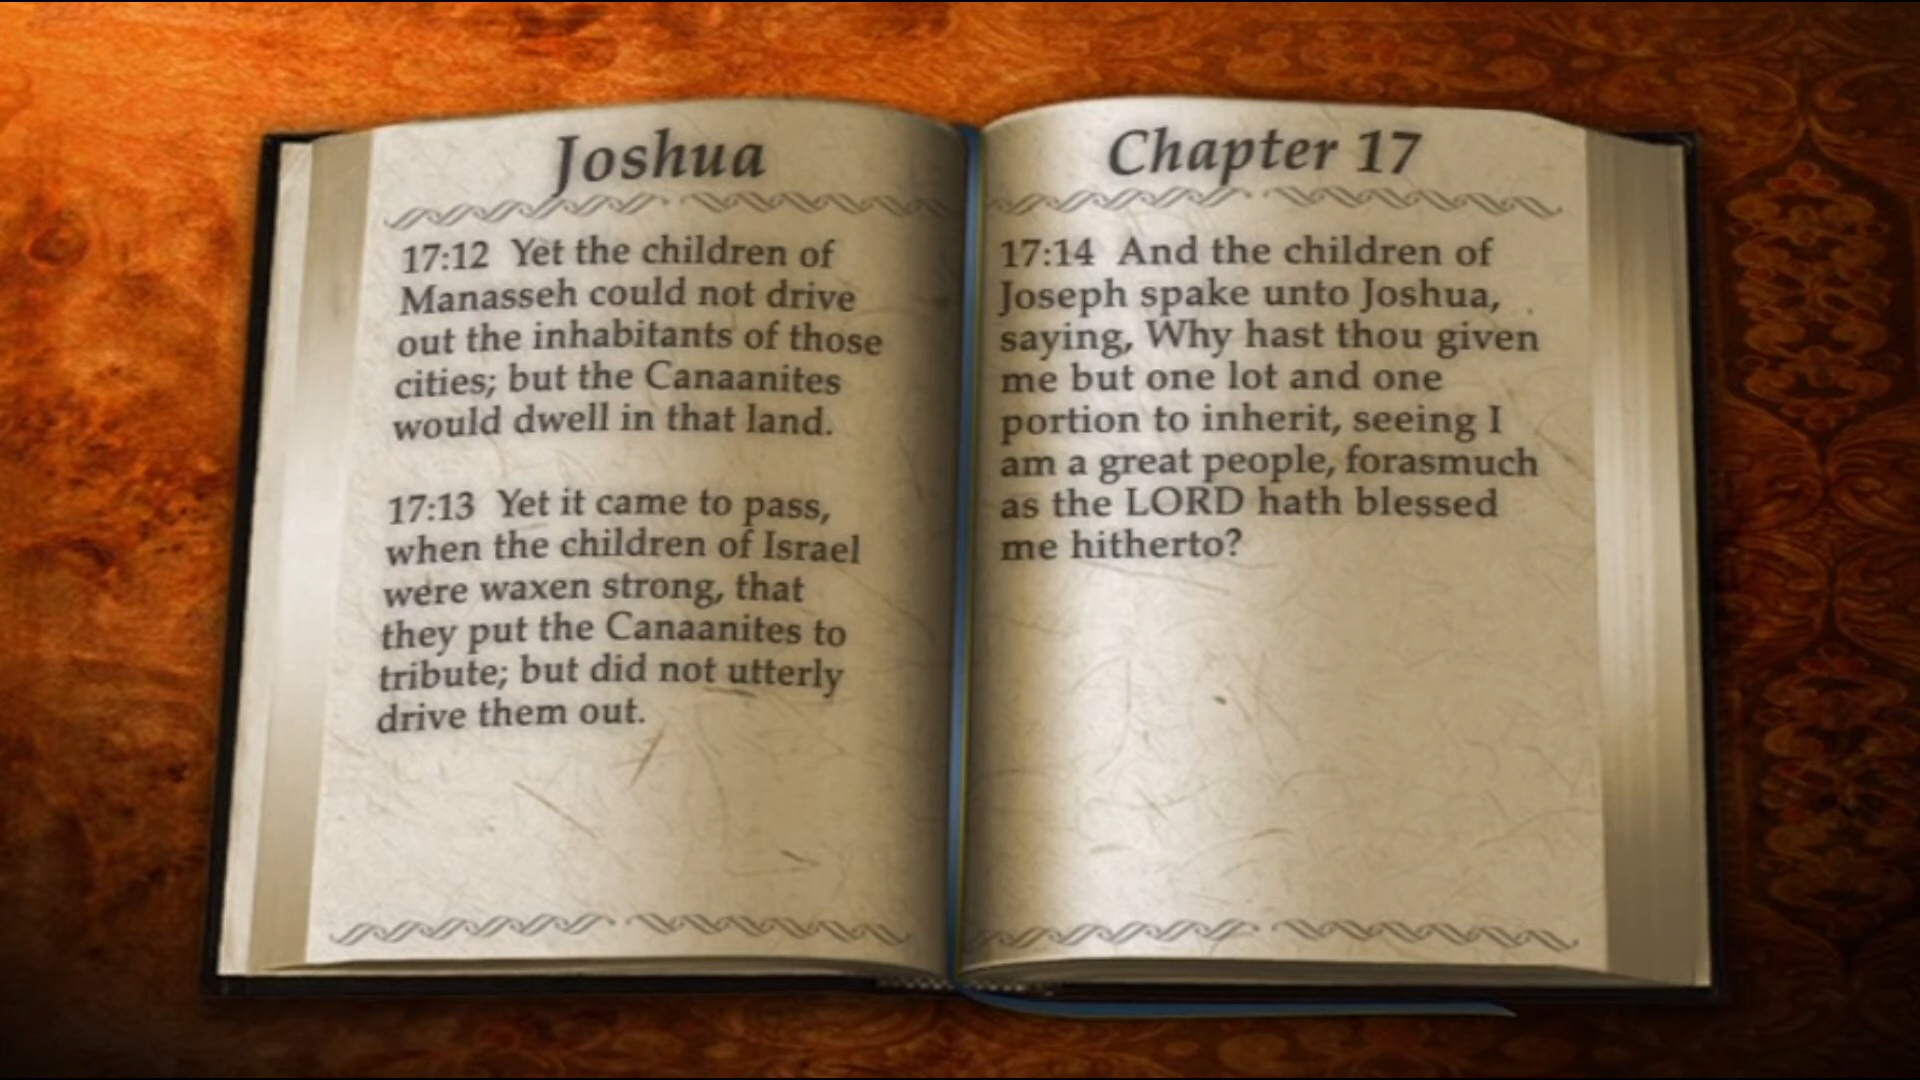 Joshua
17:12 Yet the children of
Manasseh could not drive
out the inhabitants of those
cities; but the Canaanites
would dwell in that land.
17:13 Yet it came to pass,
when the children of Israel
were waxen strong, that
they put the Canaanites to
tribute; but did not utterly
drive them out.
Chapter 17
17:14 And the children of
Joseph spake unto Joshua,
saying, Why hast thou given
me but one lot and one
portion to inherit, seeing I
am a great people, forasmuch
as the LORD hath blessed
me hitherto?